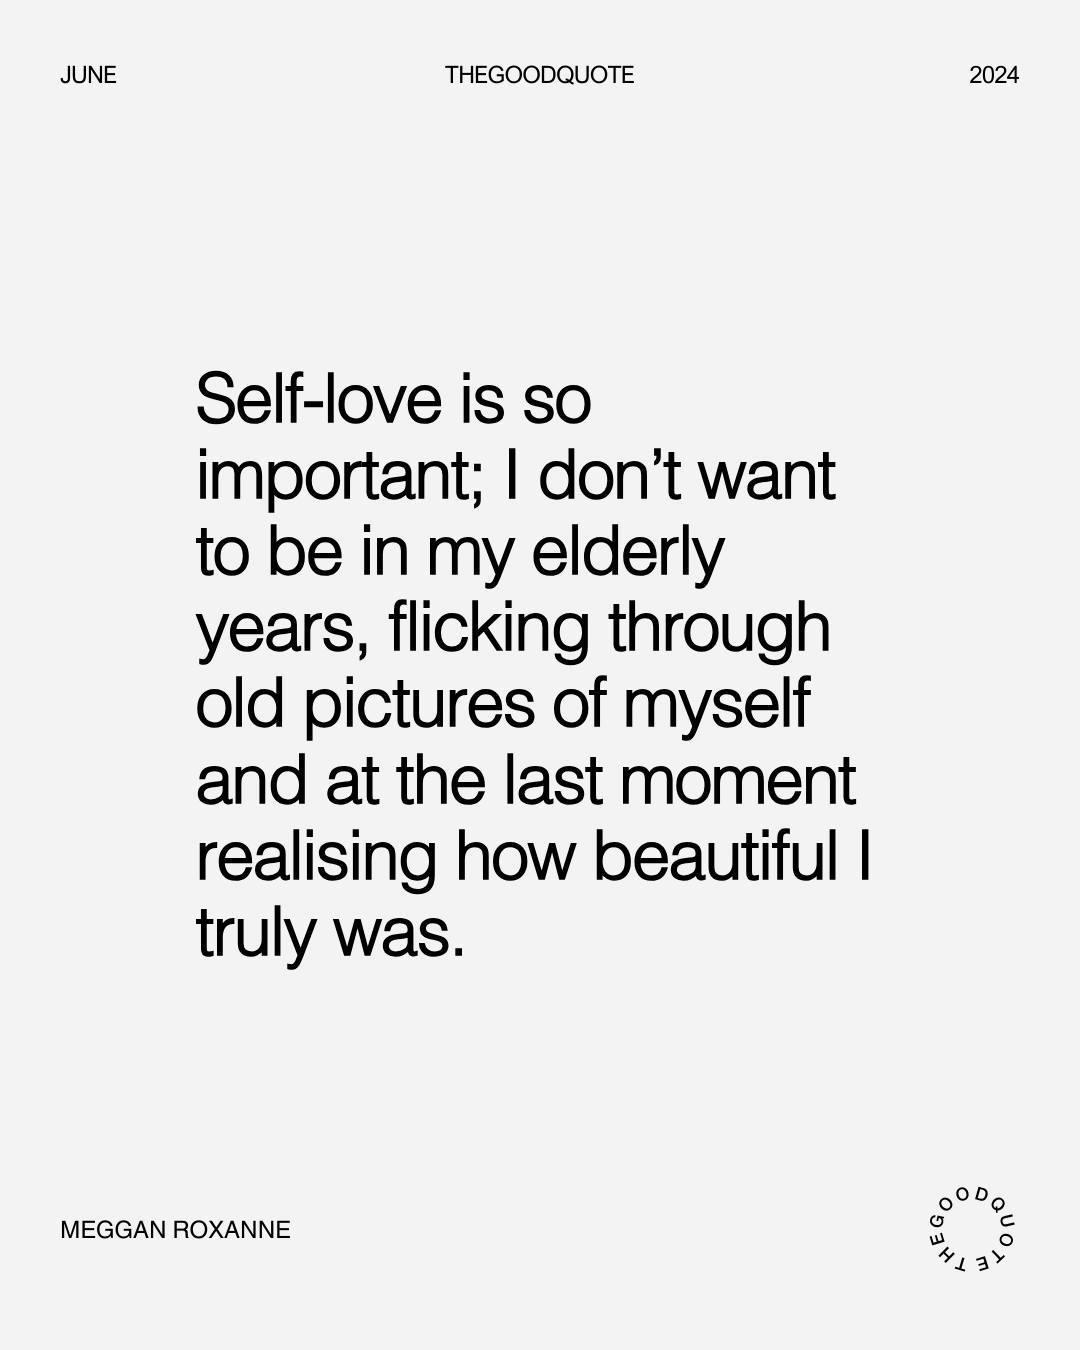 JUNE THEGOODQUOTE 2024
Self-love is so
important; I don’t want
to be in my elderly
years, flicking through
old pictures of myself
and at the last moment
realising how beautiful I
truly was.
MEGGAN ROXANNE
THEGOODQUOTE